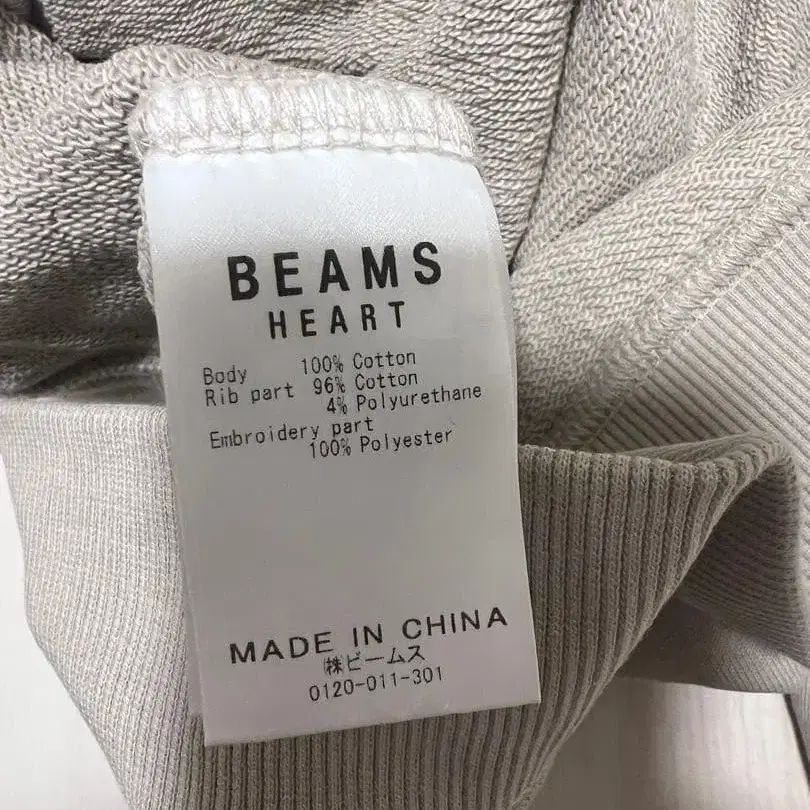 BEAMS
HEART
Body 100% Cotton
Rib part 96% Cotton
4% Polyurethane
Embroidery part
100% Polyester
MADE IN CHINA
㈱ビームス
0120-011-301